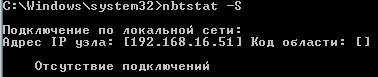 C:\Windows\system32>nbtstat -S
Подключение по локальной сети:
Адрес IP узла: [192.168.16.51] Код области: []
Отсутствие подключений